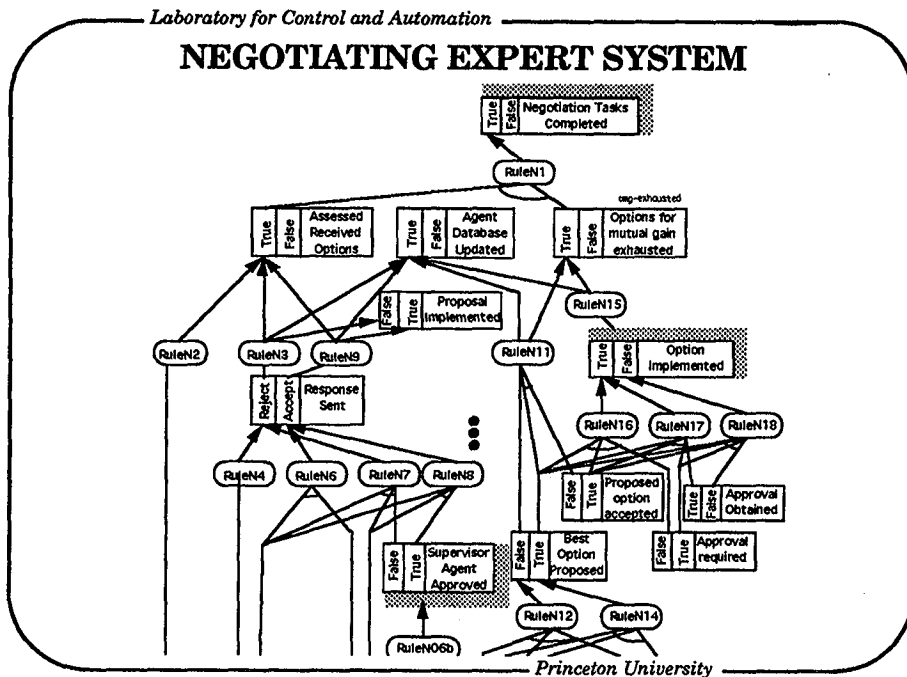 Laboratory for Control and Automation
NEGOTIATING EXPERT SYSTEM
True
False
Negotiation Tasks
Completed
RuleN1
omg-exhausted
True
False
Assessed
Received
Options
True
False
Agent
Database
Updated
True
False
Options for
mutual gain
exhausted
RuleN15
False
True
Proposal
Implemented
RuleN2
RuleN3
RuleN9
RuleN11
True
False
Option
Implemented
Reject
Accept
Response
Sent
RuleN16
RuleN17
RuleN18
RuleN4
RuleN6
RuleN7
RuleN8
False
True
Proposed
option
accepted
True
False
Approval
Obtained
False
True
Supervisor
Agent
Approved
False
True
Best
Option
Proposed
False
True
Approval
required
RuleN12
RuleN14
RuleN06b
Princeton University